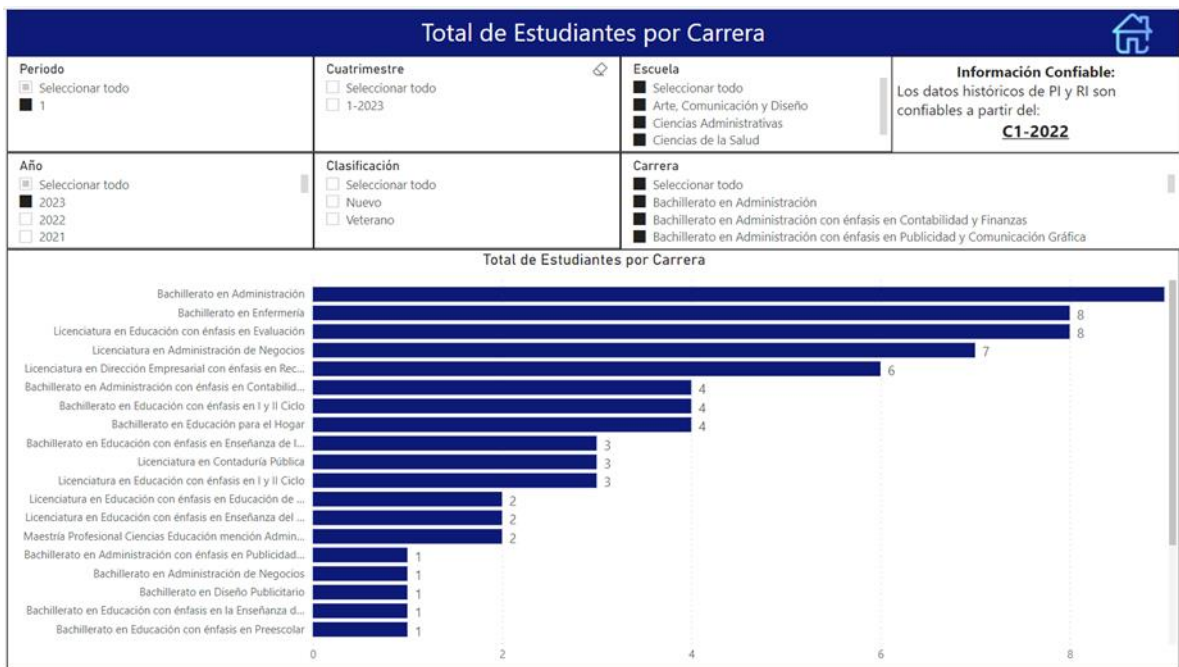 Total de Estudiantes por Carrera
Periodo
Seleccionar todo
1
Cuatrimestre
Seleccionar todo
1-2023
Escuela
Seleccionar todo
Arte, Comunicación y Diseño
Ciencias Administrativas
Ciencias de la Salud
Información Confiable:
Los datos históricos de PI y RI son
confiables a partir del:
C1-2022
Año
Seleccionar todo
2023
2022
2021
Clasificación
Seleccionar todo
Nuevo
Veterano
Carrera
Seleccionar todo
Bachillerato en Administración
Bachillerato en Administración con énfasis en Contabilidad y Finanzas
Bachillerato en Administración con énfasis en Publicidad y Comunicación Gráfica
Total de Estudiantes por Carrera
Bachillerato en Administración
Bachillerato en Enfermería 8
Licenciatura en Educación con énfasis en Evaluación 8
Licenciatura en Administración de Negocios 7
Licenciatura en Dirección Empresarial con énfasis en Rec... 6
Bachillerato en Administración con énfasis en Contabilid... 4
Bachillerato en Educación con énfasis en I y II Ciclo 4
Bachillerato en Educación para el Hogar 4
Bachillerato en Educación con énfasis en Enseñanza de I... 3
Licenciatura en Contaduría Pública 3
Licenciatura en Educación con énfasis en I y II Ciclo 3
Licenciatura en Educación con énfasis en Educación de ... 2
Licenciatura en Educación con énfasis en Enseñanza del ... 2
Maestría Profesional Ciencias Educación mención Admin... 2
Bachillerato en Administración con énfasis en Publicidad... 1
Bachillerato en Administración de Negocios 1
Bachillerato en Diseño Publicitario 1
Bachillerato en Educación con énfasis en la Enseñanza d... 1
Bachillerato en Educación con énfasis en Preescolar 1
0 2 4 6 8